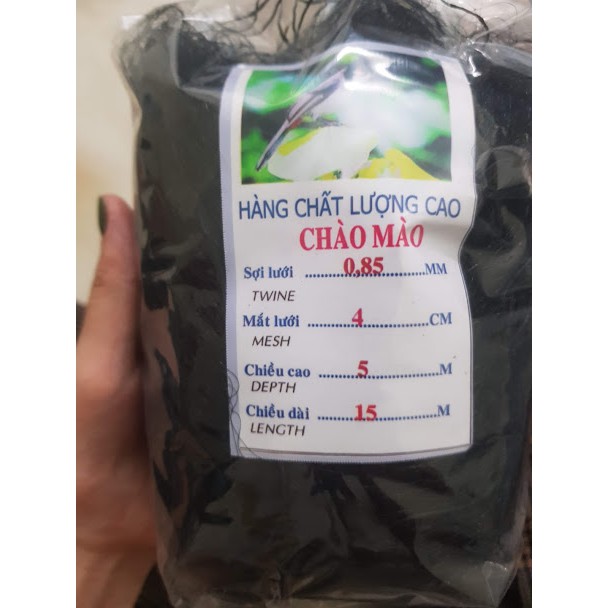 HÀNG CHẤT LƯỢNG CAO
CHÀO MÀO
Sợi lưới ..............0,85..............MM
TWINE
Mắt lưới ..........4..............CM
MESH
Chiều cao ..........5..............M
DEPTH
Chiều dài ..........15..............M
LENGTH